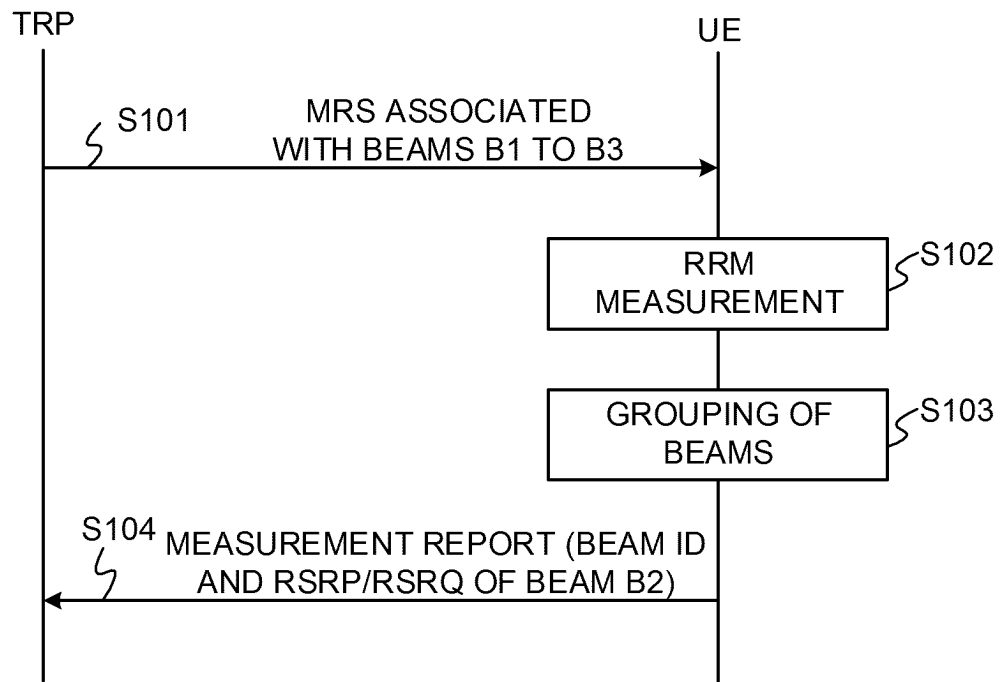 TRP
UE
S101
MRS ASSOCIATED
WITH BEAMS B1 TO B3
RRM
MEASUREMENT
S102
GROUPING OF
BEAMS
S103
S104
MEASUREMENT REPORT (BEAM ID
AND RSRP/RSRQ OF BEAM B2)